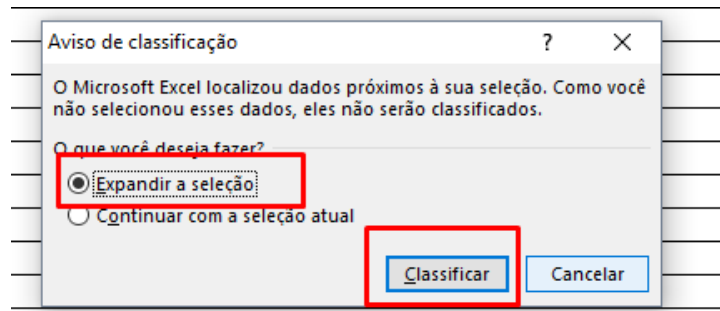 Aviso de classificação ?
O Microsoft Excel localizou dados próximos à sua seleção. Como você
não selecionou esses dados, eles não serão classificados.
O que você deseja fazer?
Expandir a seleção
Continuar com a seleção atual
Classificar Cancelar